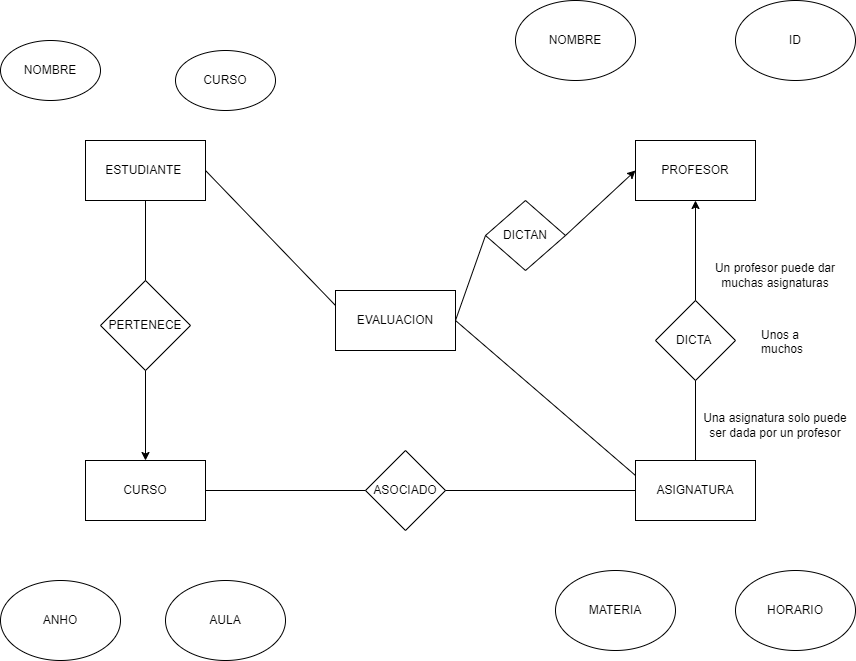 NOMBRE
ID
NOMBRE
CURSO
ESTUDIANTE
PROFESOR
DICTAN
Un profesor puede dar
muchas asignaturas
EVALUACION
PERTENECE
DICTA
Unos a
muchos
Una asignatura solo puede
ser dada por un profesor
CURSO
ASOCIADO
ASIGNATURA
ANHO
AULA
MATERIA
HORARIO